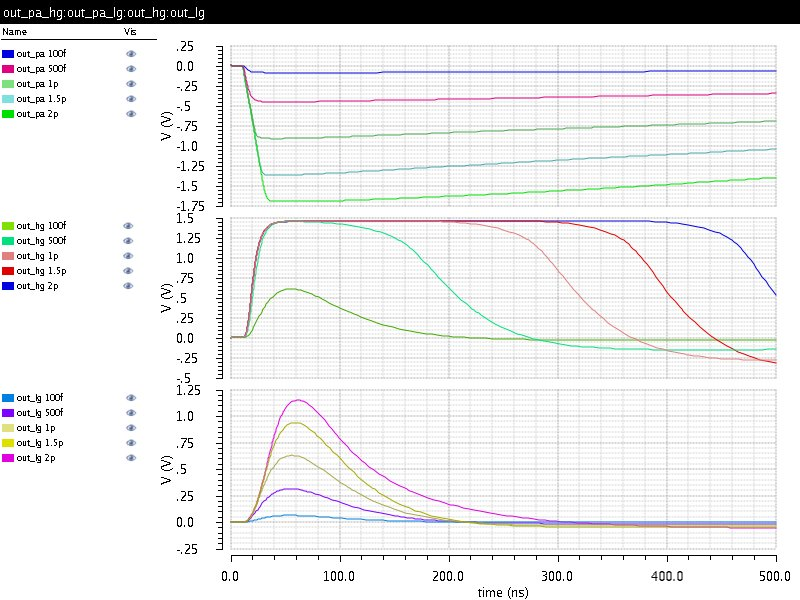 out_pa_hg:out_pa_lg:out_hg:out_lg
Name Vis
out_pa 100f
out_pa 500f
out_pa 1p
out_pa 1.5p
out_pa 2p
.25
0.0
-.25
-.5
-.75
-1.0
-1.25
-1.5
-1.75
V (V)
out_hg 100f
out_hg 500f
out_hg 1p
out_hg 1.5p
out_hg 2p
1.5
1.25
1.0
.75
.5
.25
0.0
-.25
-.5
V (V)
out_lg 100f
out_lg 500f
out_lg 1p
out_lg 1.5p
out_lg 2p
1.25
1.0
.75
.5
.25
0.0
-.25
V (V)
0.0 100.0 200.0 300.0 400.0 500.0
time (ns)